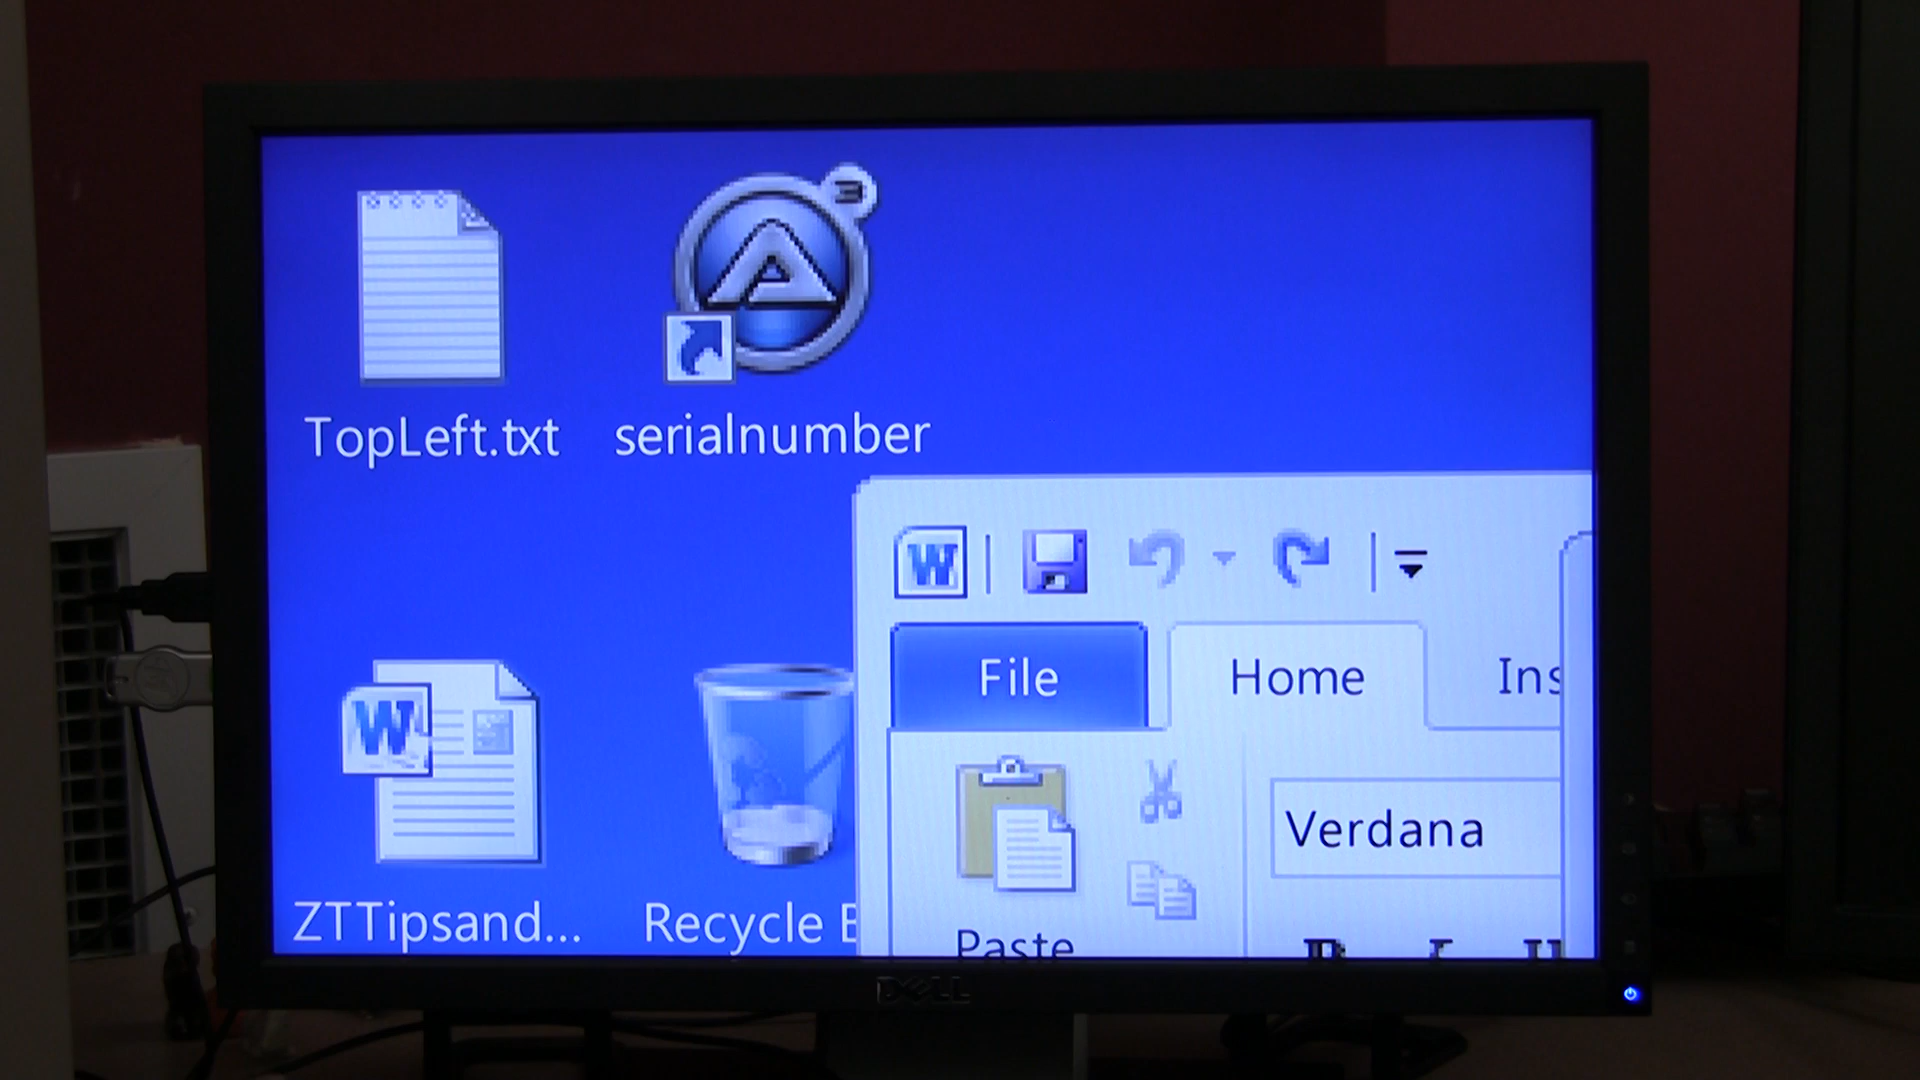 TopLeft.txt
serialnumber
W
File
Home
Ins
W
Verdana
ZTTipsand...
Recycle B
Paste
B I U
DELL